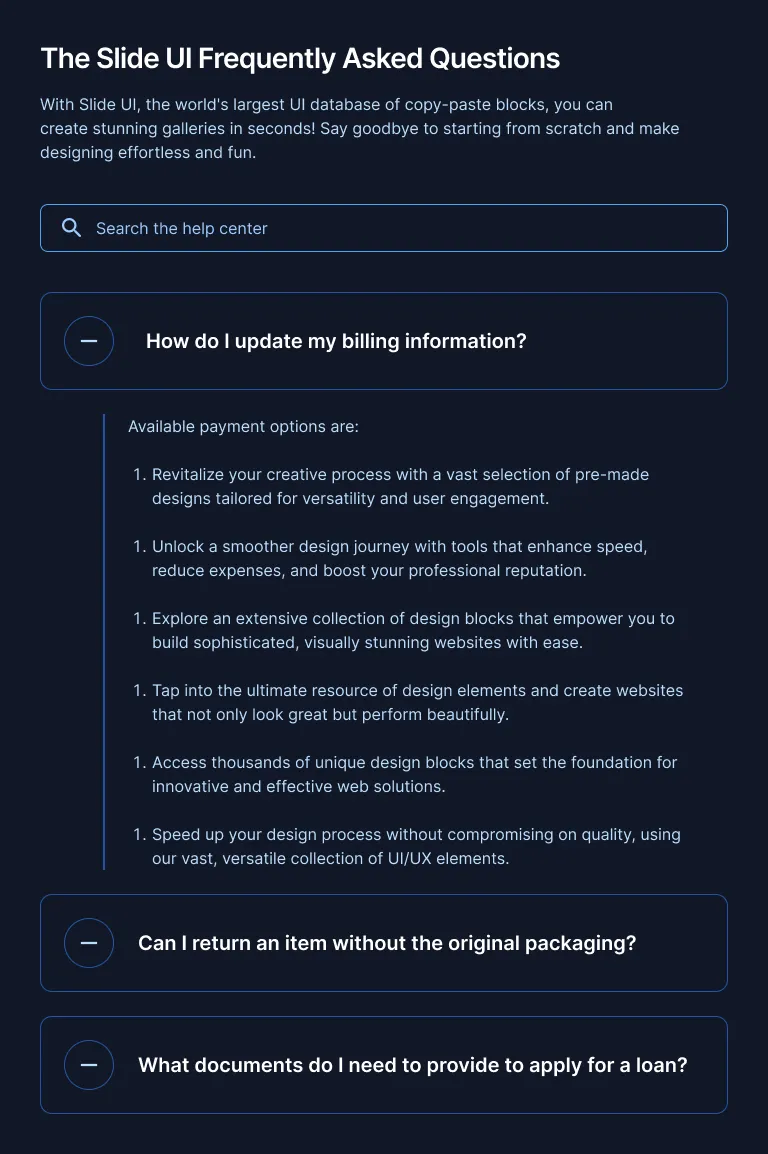 The Slide UI Frequently Asked Questions
With Slide UI, the world's largest UI database of copy-paste blocks, you can
create stunning galleries in seconds! Say goodbye to starting from scratch and make
designing effortless and fun.
Search the help center
How do I update my billing information?
Available payment options are:
1. Revitalize your creative process with a vast selection of pre-made
designs tailored for versatility and user engagement.
1. Unlock a smoother design journey with tools that enhance speed,
reduce expenses, and boost your professional reputation.
1. Explore an extensive collection of design blocks that empower you to
build sophisticated, visually stunning websites with ease.
1. Tap into the ultimate resource of design elements and create websites
that not only look great but perform beautifully.
1. Access thousands of unique design blocks that set the foundation for
innovative and effective web solutions.
1. Speed up your design process without compromising on quality, using
our vast, versatile collection of UI/UX elements.
Can I return an item without the original packaging?
What documents do I need to provide to apply for a loan?